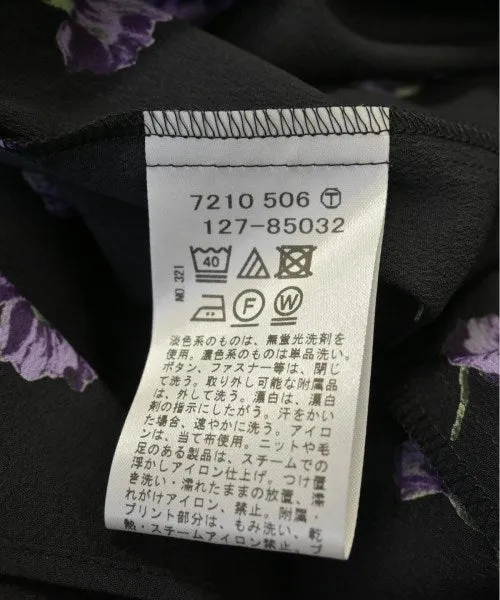 7210 506 Ⓣ
127-85032
NO.321
40
F W
淡色系のものは、無蛍光洗剤を
使用。濃色系のものは単品洗い。
ボタン、ファスナー等は、閉じ
て洗う。取り外し可能な附属品
は、外して洗う。漂白は、漂白
剤の指示にしたがう。汗をかい
た場合、速やかに洗う。アイロ
ンは、当て布使用。ニットや毛
足のある製品は、スチームでの
浮かしアイロン仕上げ。つけ置
き洗い・濡れたままの放置、濡
れがけアイロン、禁止。附属・
プリント部分は、もみ洗い、乾
熱・スチームアイロン禁止。